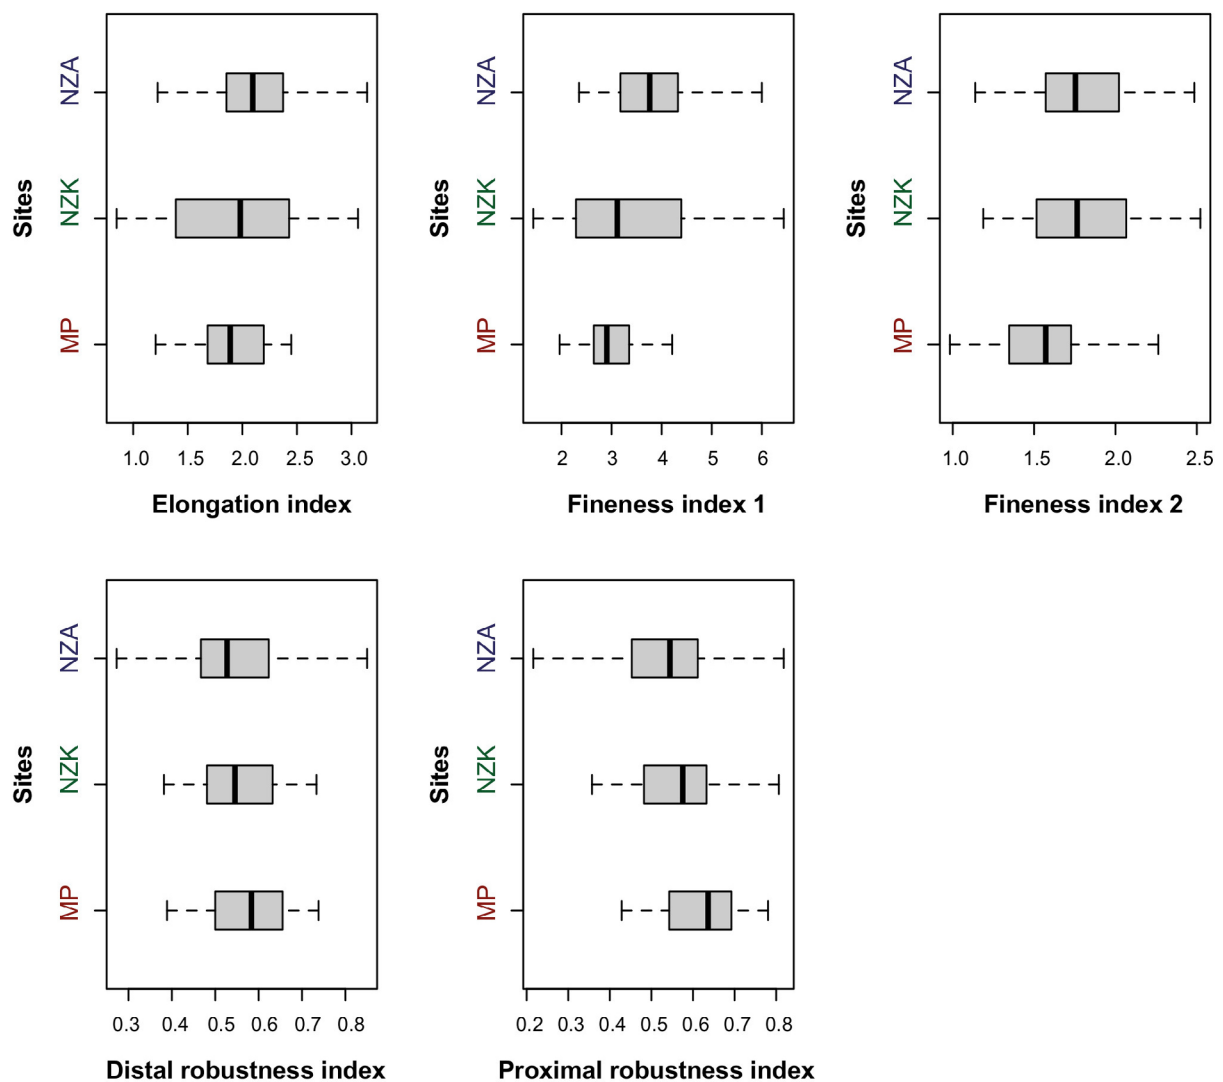 Sites
NZA
NZK
MP
1.0 1.5 2.0 2.5 3.0
Elongation index
Sites
NZA
NZK
MP
2 3 4 5 6
Fineness index 1
Sites
NZA
NZK
MP
1.0 1.5 2.0 2.5
Fineness index 2
Sites
NZA
NZK
MP
0.3 0.4 0.5 0.6 0.7 0.8
Distal robustness index
Sites
NZA
NZK
MP
0.2 0.3 0.4 0.5 0.6 0.7 0.8
Proximal robustness index